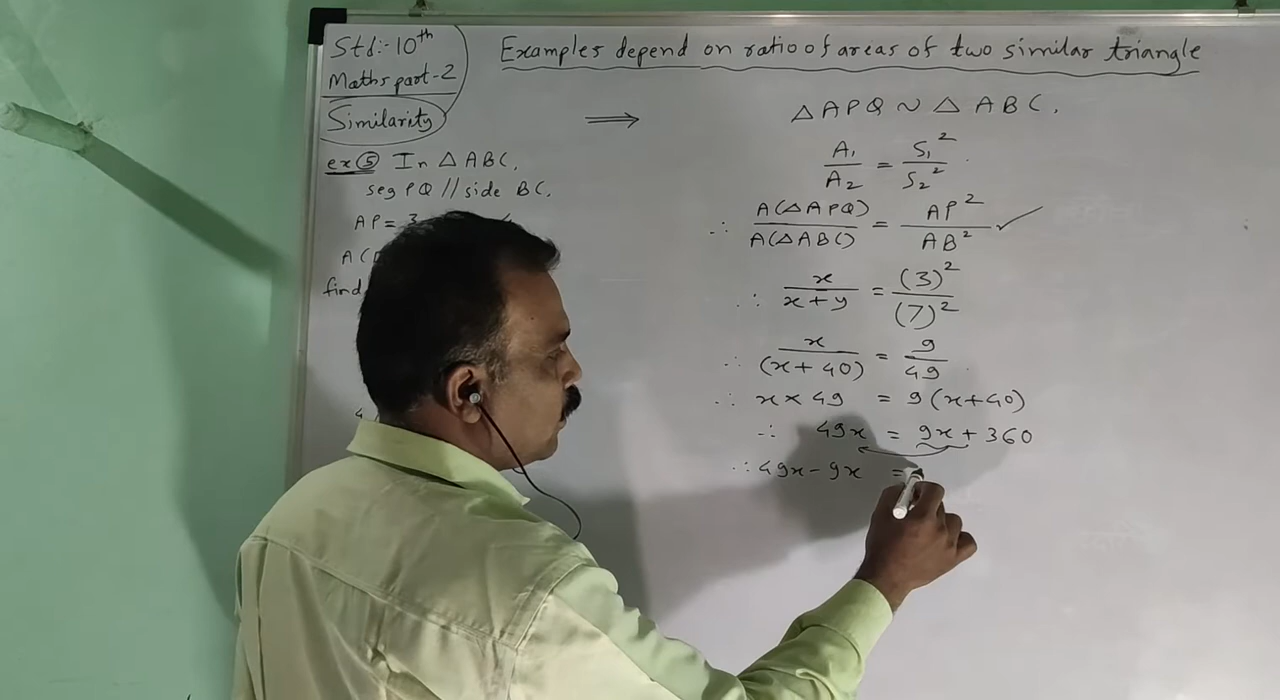 Std:- 10th
Maths part-2
Similarity
Examples depend on ratio of areas of two similar triangle
ex ⑤ In △ ABC,
seg PQ // side BC.
AP = 3
A(
find
⟹ △ APQ ~ △ ABC.
A₁/A₂ = S₁²/S₂²
∴ A(△APQ)/A(△ABC) = AP²/AB² ✓
∴ x/(x+y) = (3)²/(7)²
∴ x/(x+40) = 9/49
∴ x × 49 = 9(x+40)
∴ 49x = 9x + 360
∴ 49x - 9x =